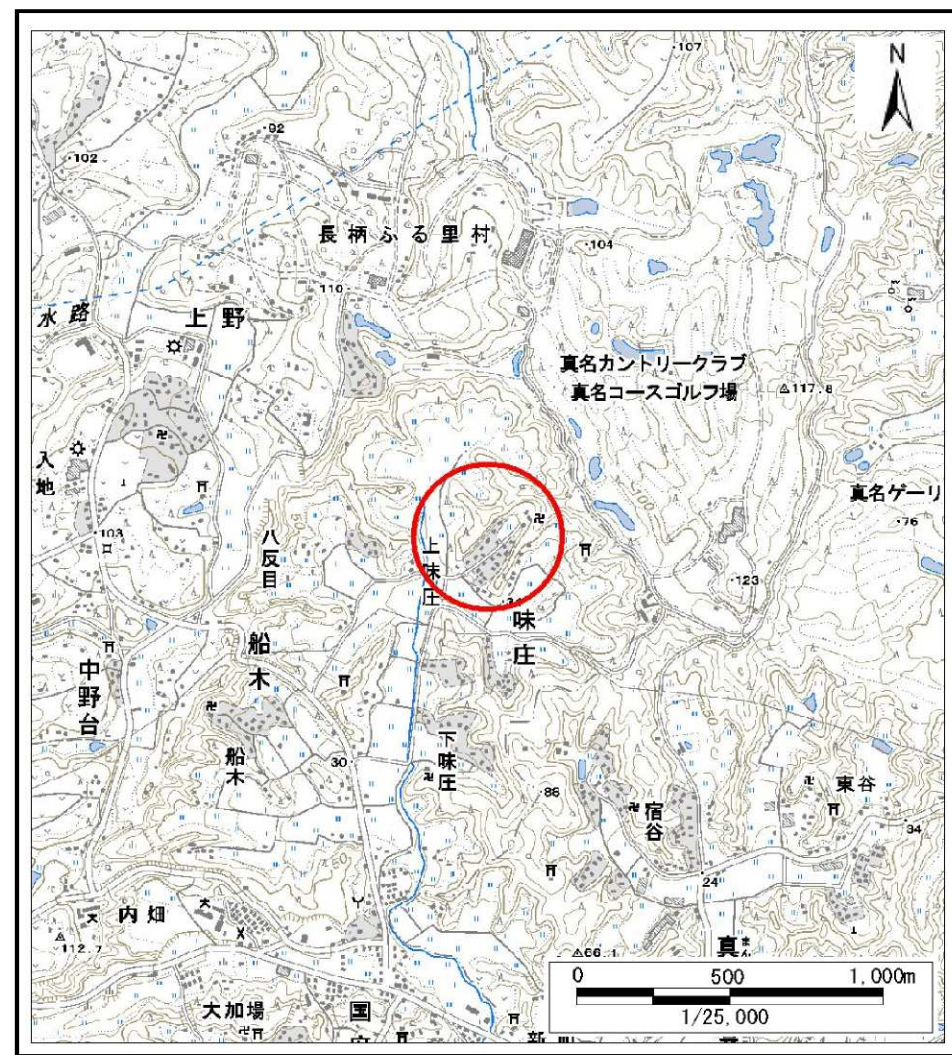 N
107
92
102
長柄ふる里村
104
110
水路
上野
真名カントリークラブ
真名コースゴルフ場
117.8
入地
真名ゲーリ
76
103
八反目
上味庄
123
味庄
船木
中野台
下味庄
船木
30
86
宿谷
東谷
34
24
内畑
112.7
真
66.1
大加場
国
0 500 1,000m
1/25,000